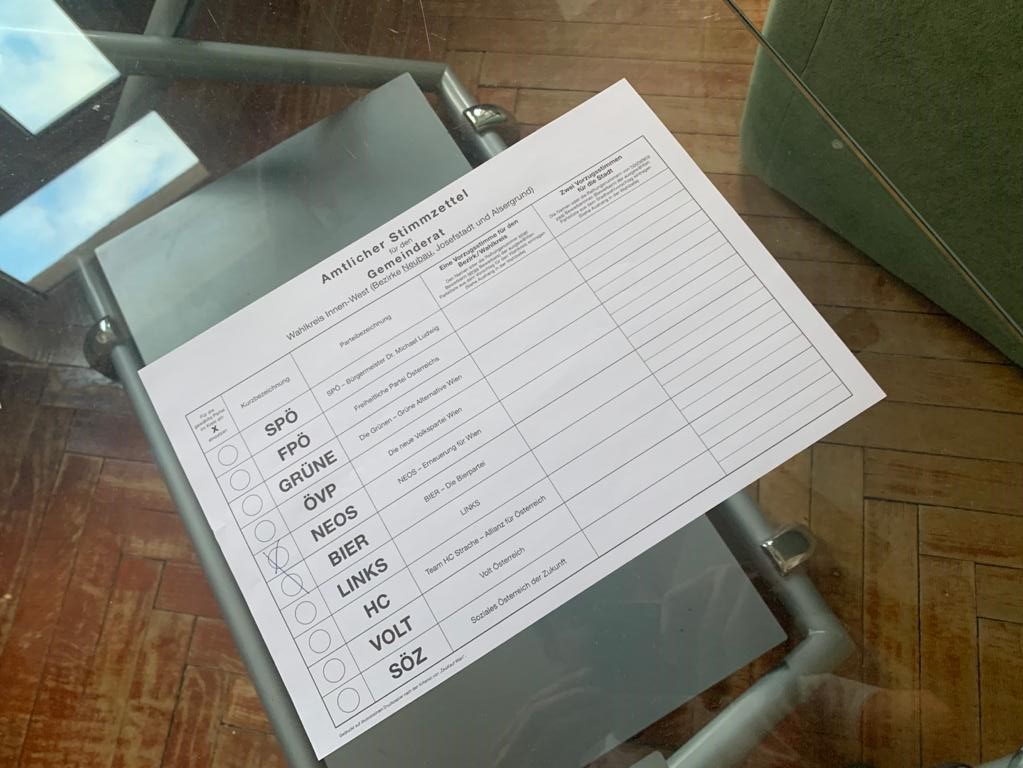 Amtlicher Stimmzettel
für den
Gemeinderat
Wahlkreis Innen-West (Bezirke Neubau, Josefstadt und Alsergrund)
Für die
gewählte Partei
im Kreis ein
X
einsetzen
Kurzbezeichnung
Parteibezeichnung
Eine Vorzugsstimme für den
Bezirk/Wahlkreis
Zwei Vorzugsstimmen
für die Stadt
SPÖ
SPÖ – Bürgermeister Dr. Michael Ludwig
FPÖ
Freiheitliche Partei Österreichs
GRÜNE
Die Grünen – Grüne Alternative Wien
ÖVP
Die neue Volkspartei Wien
NEOS
NEOS – Erneuerung für Wien
BIER
BIER – Die Bierpartei
LINKS
LINKS
HC
Team HC Strache – Allianz für Österreich
VOLT
Volt Österreich
SÖZ
Soziales Österreich der Zukunft